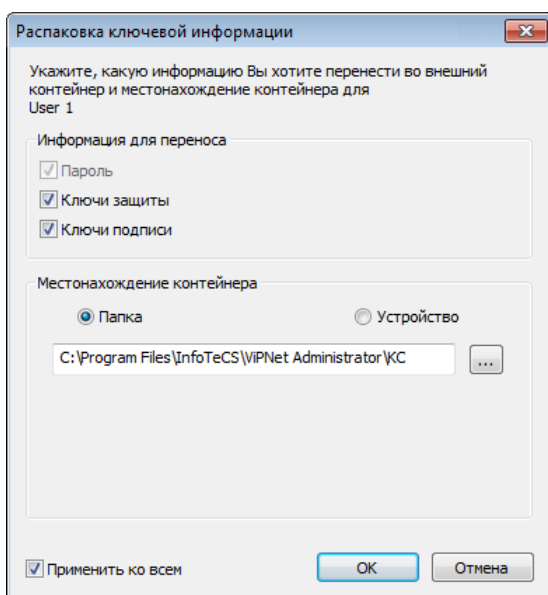 Распаковка ключевой информации
Укажите, какую информацию Вы хотите перенести во внешний
контейнер и местонахождение контейнера для
User 1
Информация для переноса
Пароль
Ключи защиты
Ключи подписи
Местонахождение контейнера
Папка Устройство
C:\Program Files\InfoTeCS\ViPNet Administrator\KC ...
Применить ко всем OK Отмена